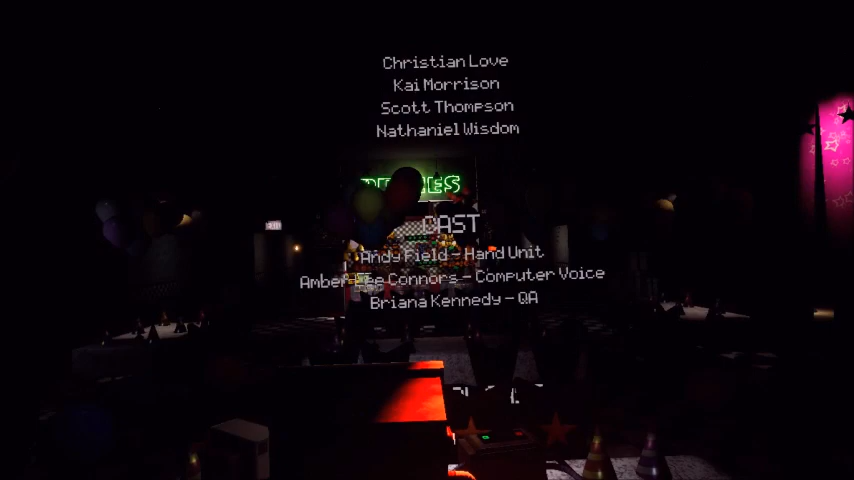 Christian Love
Kai Morrison
Scott Thompson
Nathaniel Wisdom
CAST
Andy Field - Hand Unit
Amber Lee Connors - Computer Voice
Briana Kennedy - QA